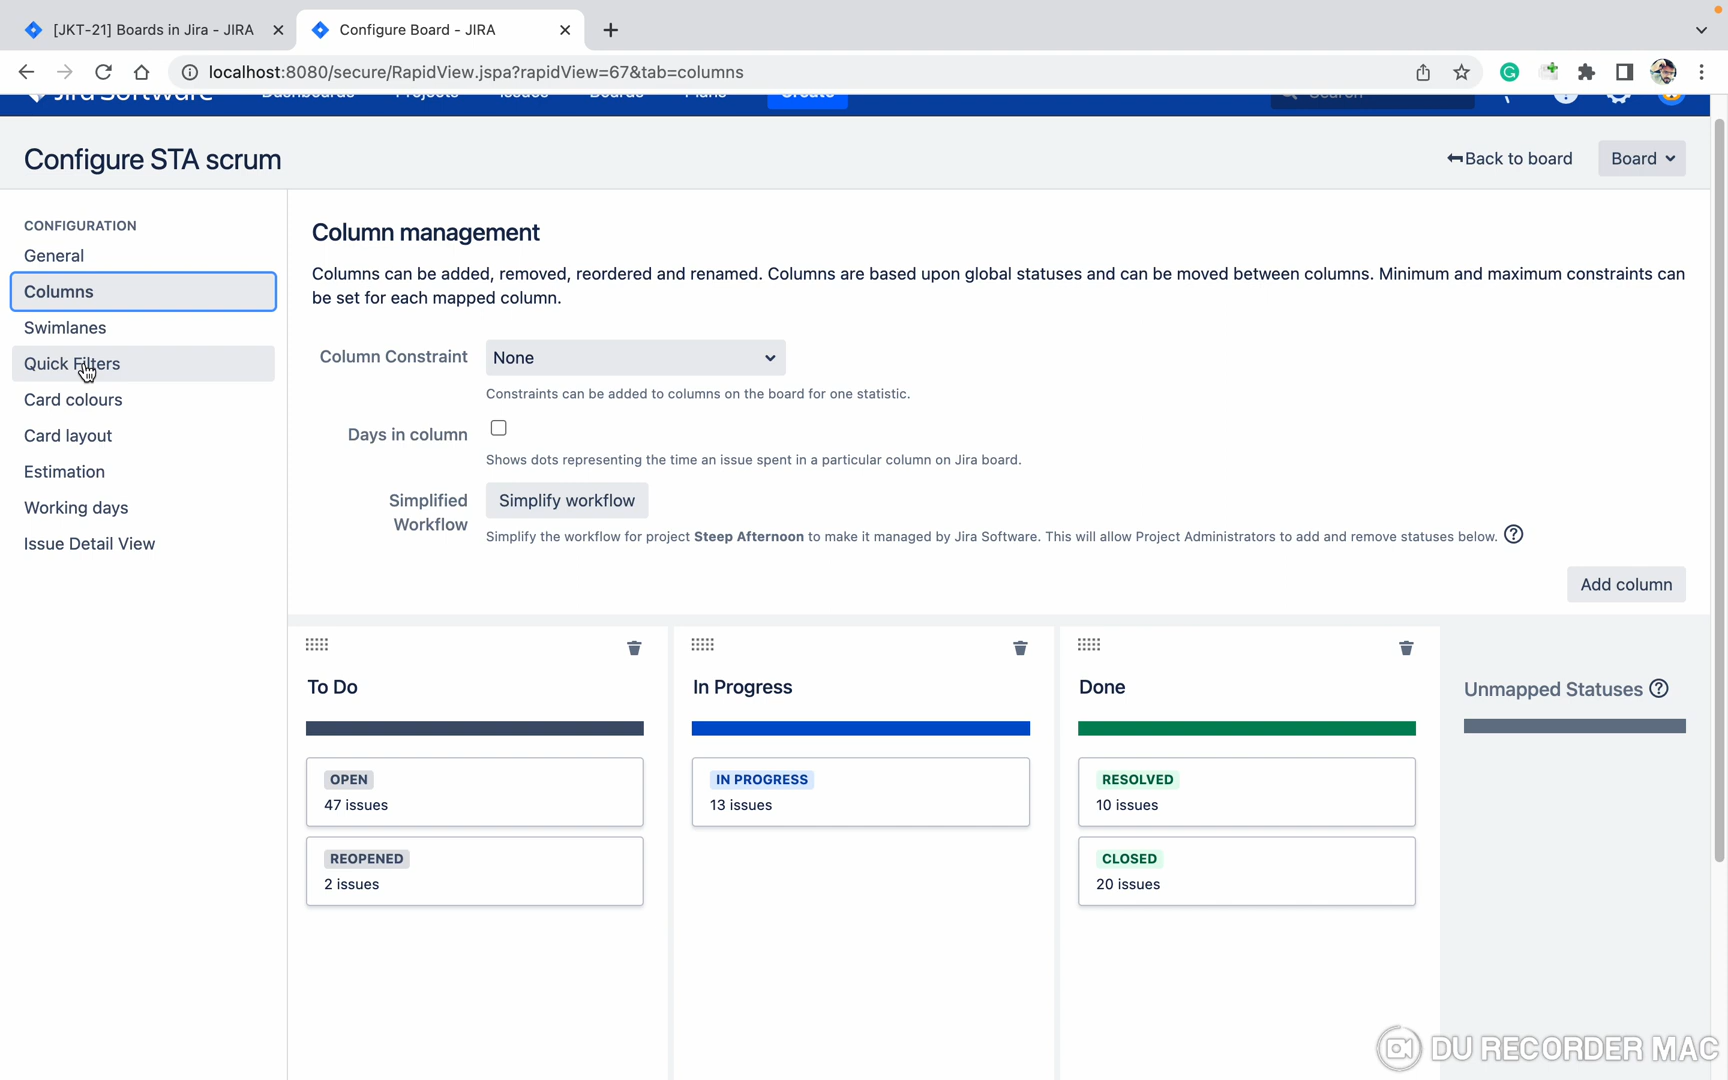 [JKT-21] Boards in Jira - JIRA
Configure Board - JIRA
localhost:8080/secure/RapidView.jspa?rapidView=67&tab=columns
Jira Software Dashboards Projects Issues Boards Plans Create Search
Configure STA scrum
Back to board
Board
CONFIGURATION
General
Columns
Swimlanes
Quick Filters
Card colours
Card layout
Estimation
Working days
Issue Detail View
Column management
Columns can be added, removed, reordered and renamed. Columns are based upon global statuses and can be moved between columns. Minimum and maximum constraints can
be set for each mapped column.
Column Constraint
None
Constraints can be added to columns on the board for one statistic.
Days in column
Shows dots representing the time an issue spent in a particular column on Jira board.
Simplified
Workflow
Simplify workflow
Simplify the workflow for project Steep Afternoon to make it managed by Jira Software. This will allow Project Administrators to add and remove statuses below.
Add column
To Do
OPEN
47 issues
REOPENED
2 issues
In Progress
IN PROGRESS
13 issues
Done
RESOLVED
10 issues
CLOSED
20 issues
Unmapped Statuses
DU RECORDER MAC